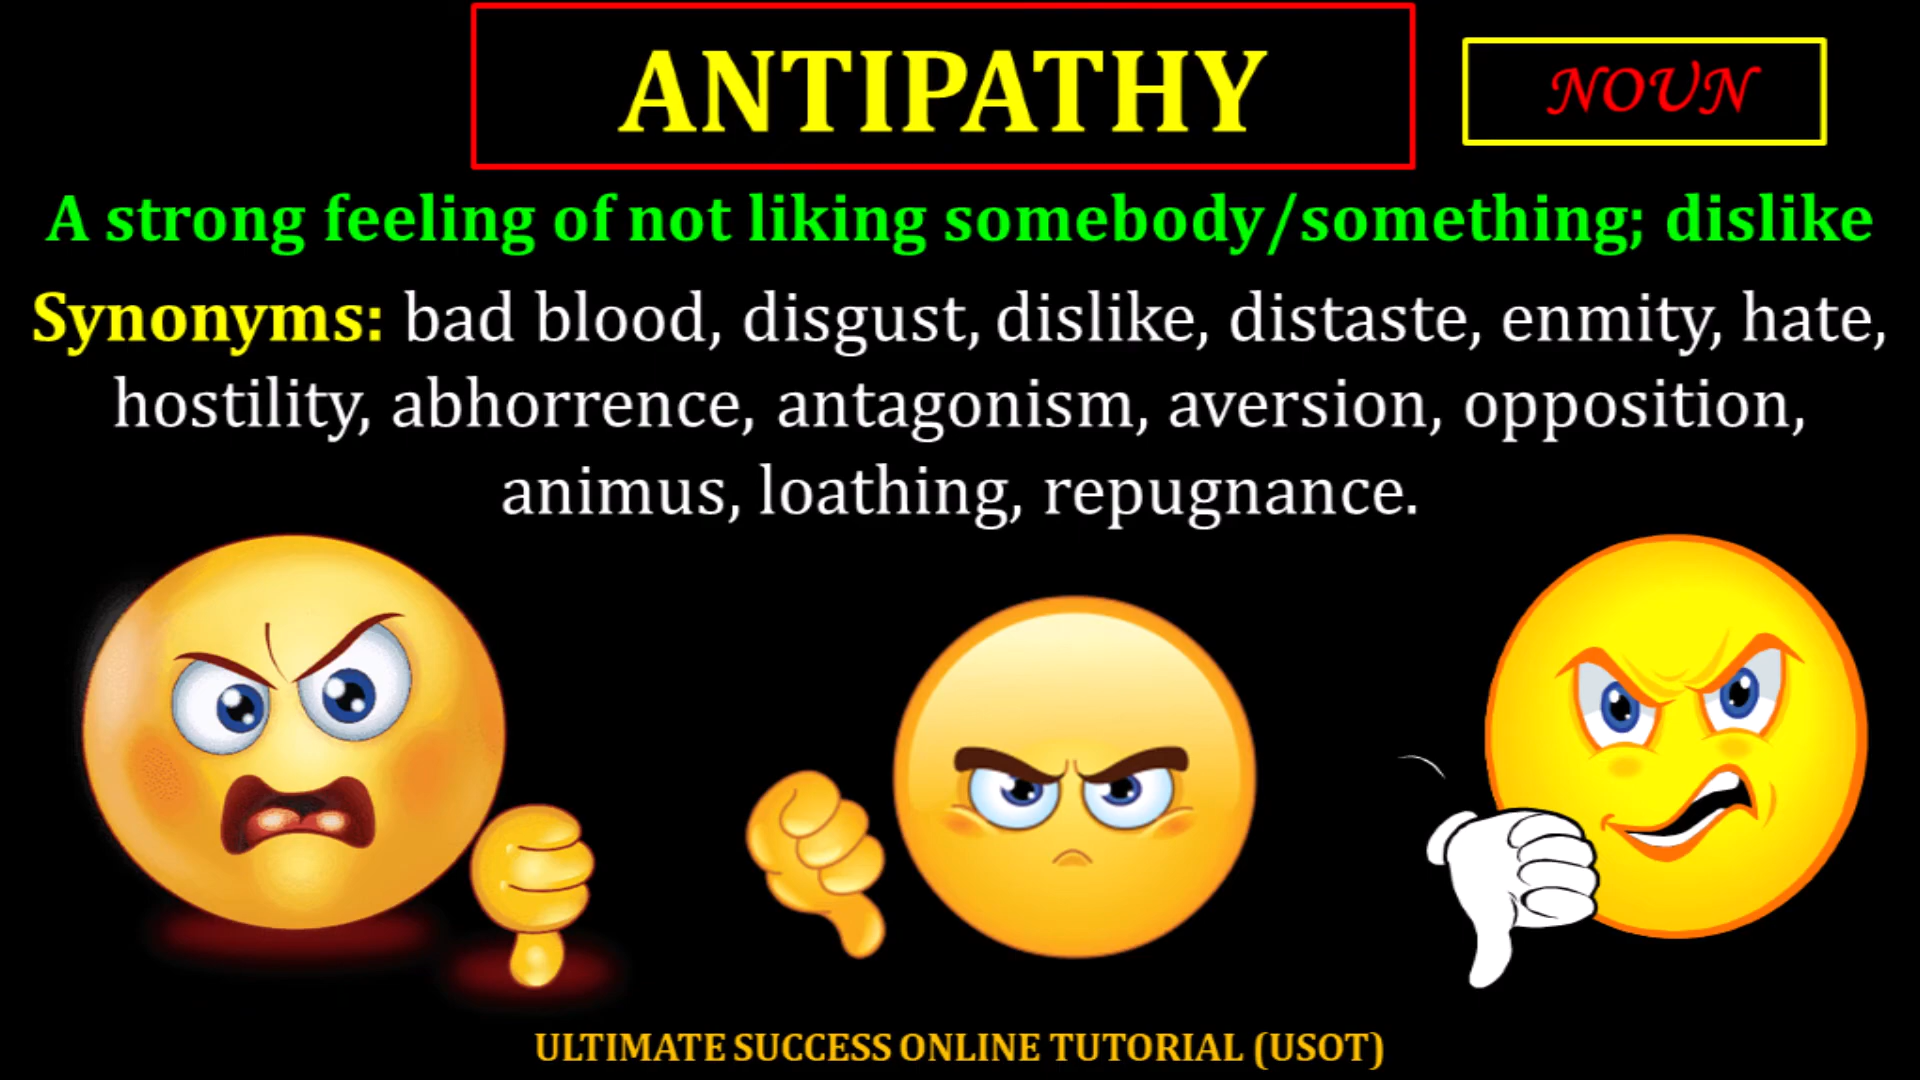 ANTIPATHY
NOUN
A strong feeling of not liking somebody/something; dislike
Synonyms: bad blood, disgust, dislike, distaste, enmity, hate,
hostility, abhorrence, antagonism, aversion, opposition,
animus, loathing, repugnance.
ULTIMATE SUCCESS ONLINE TUTORIAL (USOT)